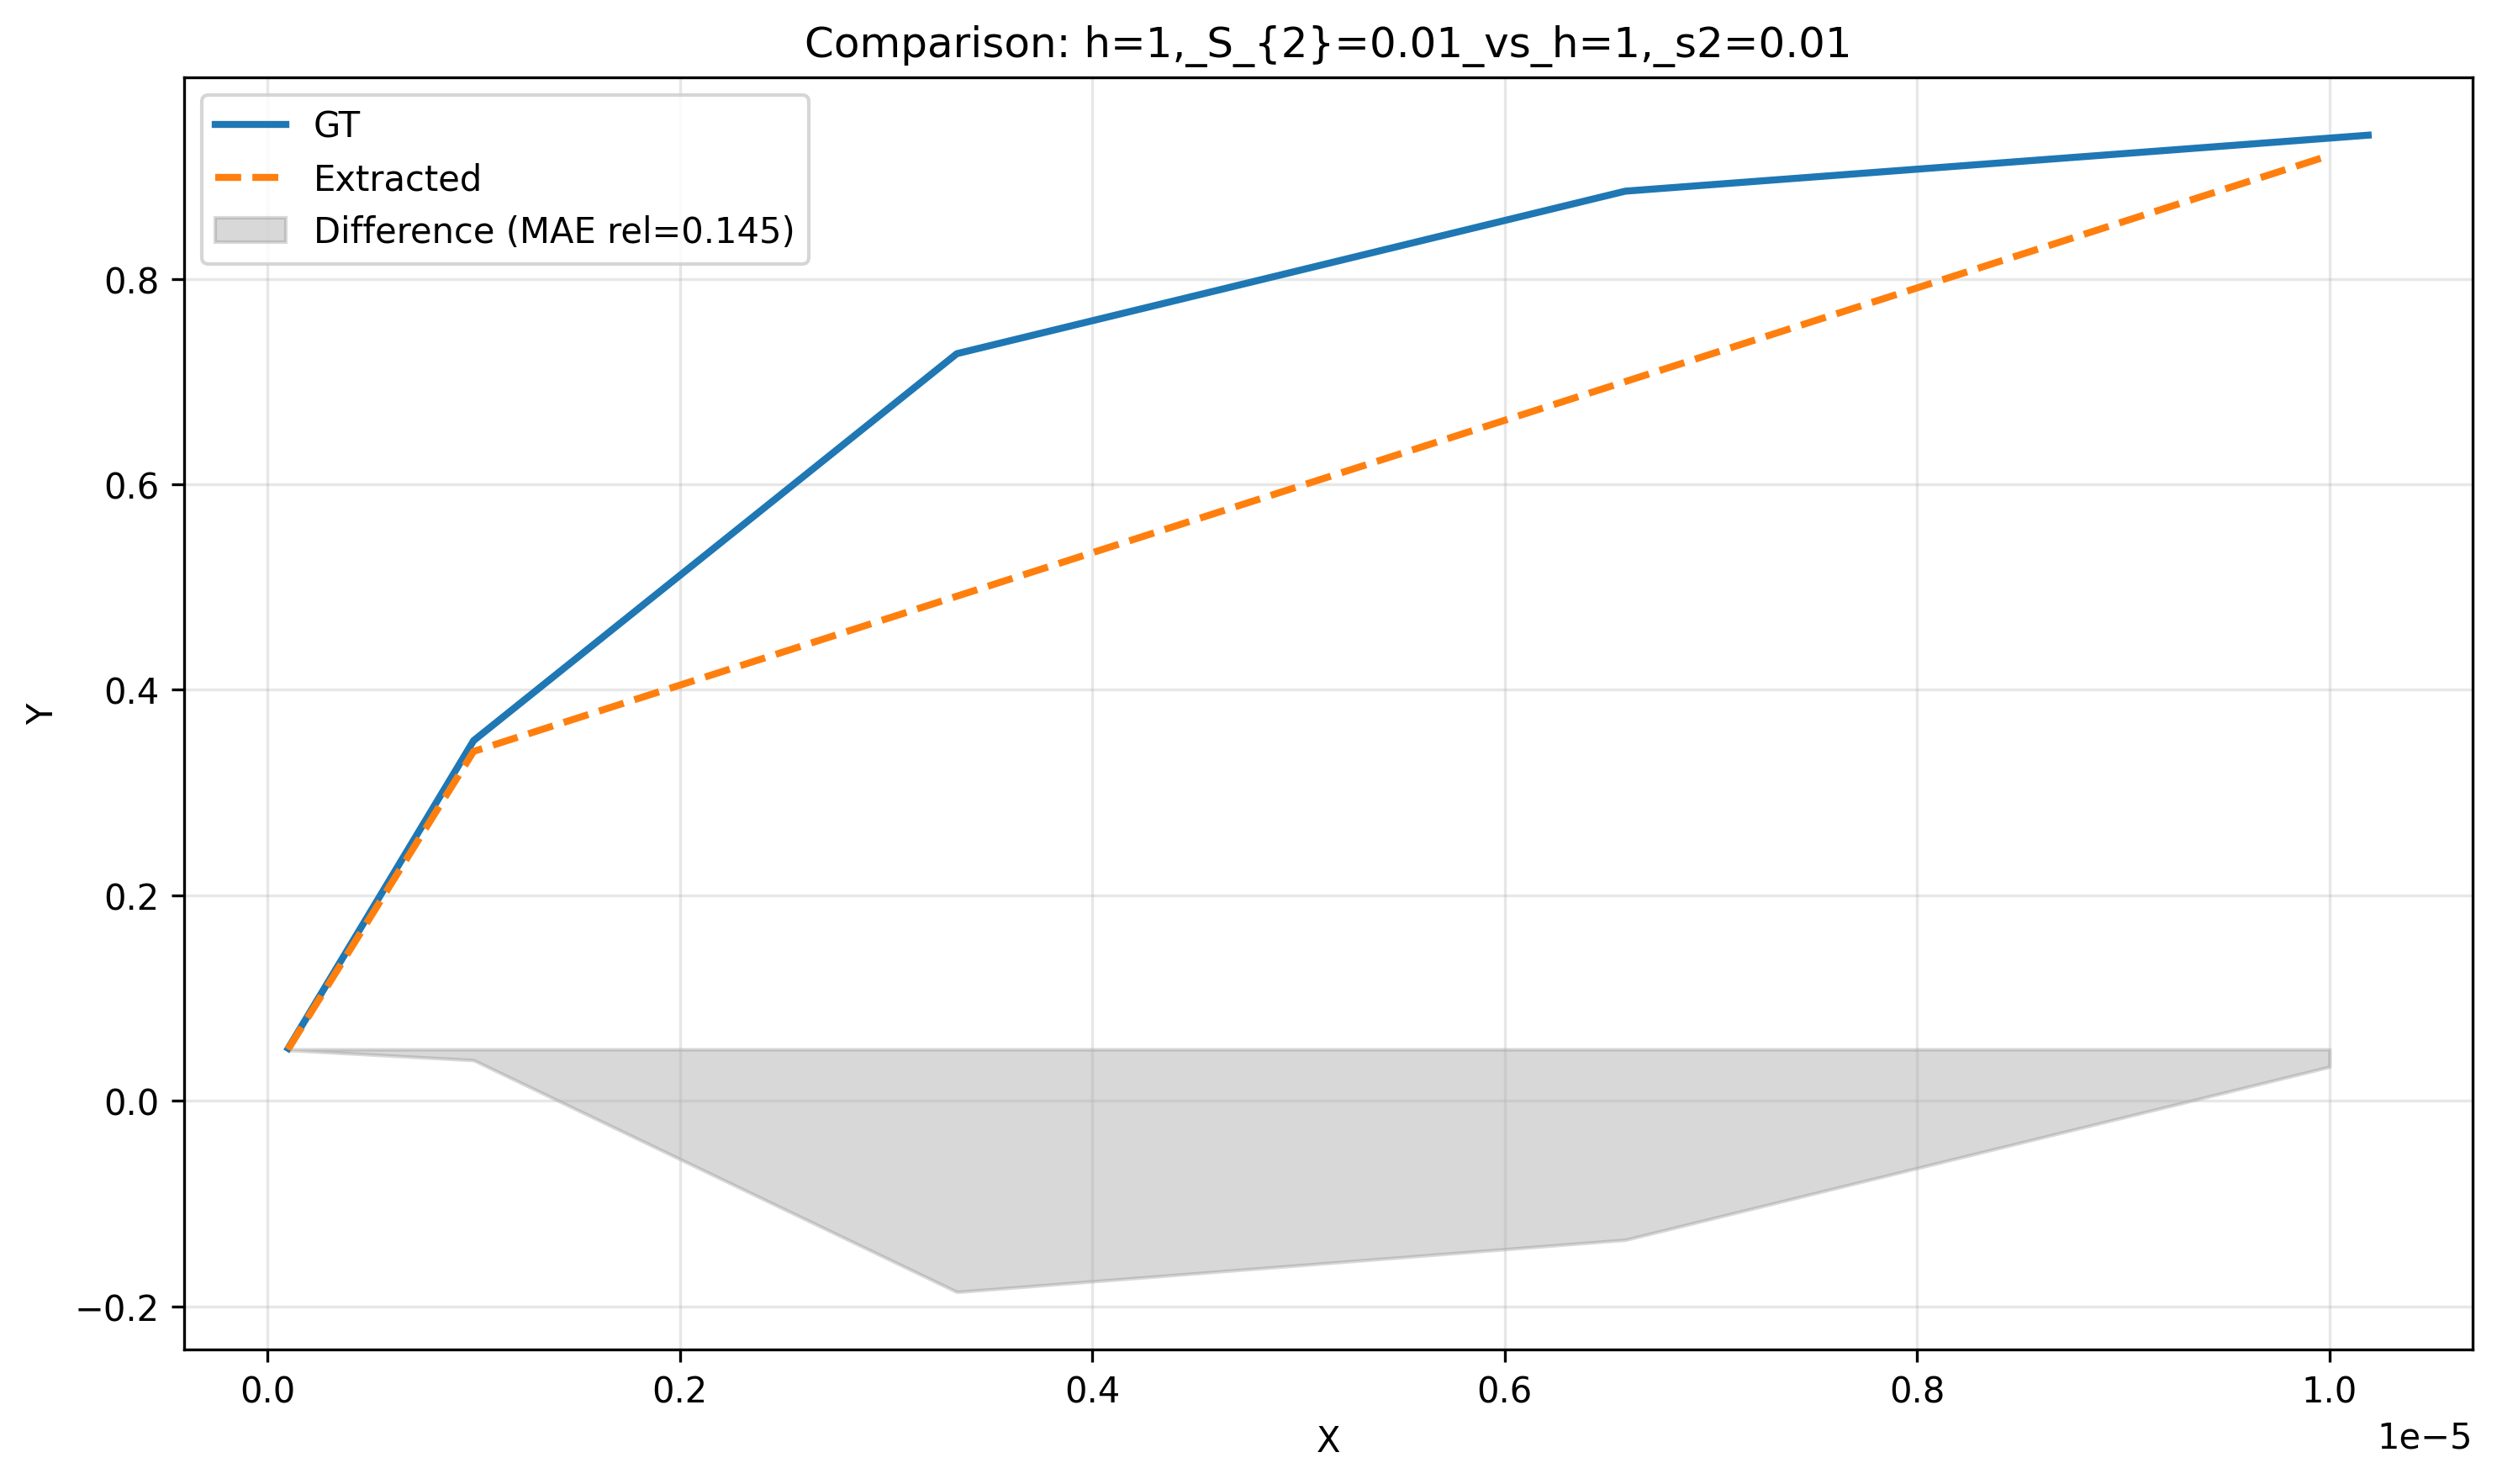 Comparison: h=1,_S_{2}=0.01_vs_h=1,_s2=0.01
GT
Extracted
Difference (MAE rel=0.145)
0.8
0.6
0.4
0.2
0.0
−0.2
Y
0.0 0.2 0.4 0.6 0.8 1.0
1e−5
X